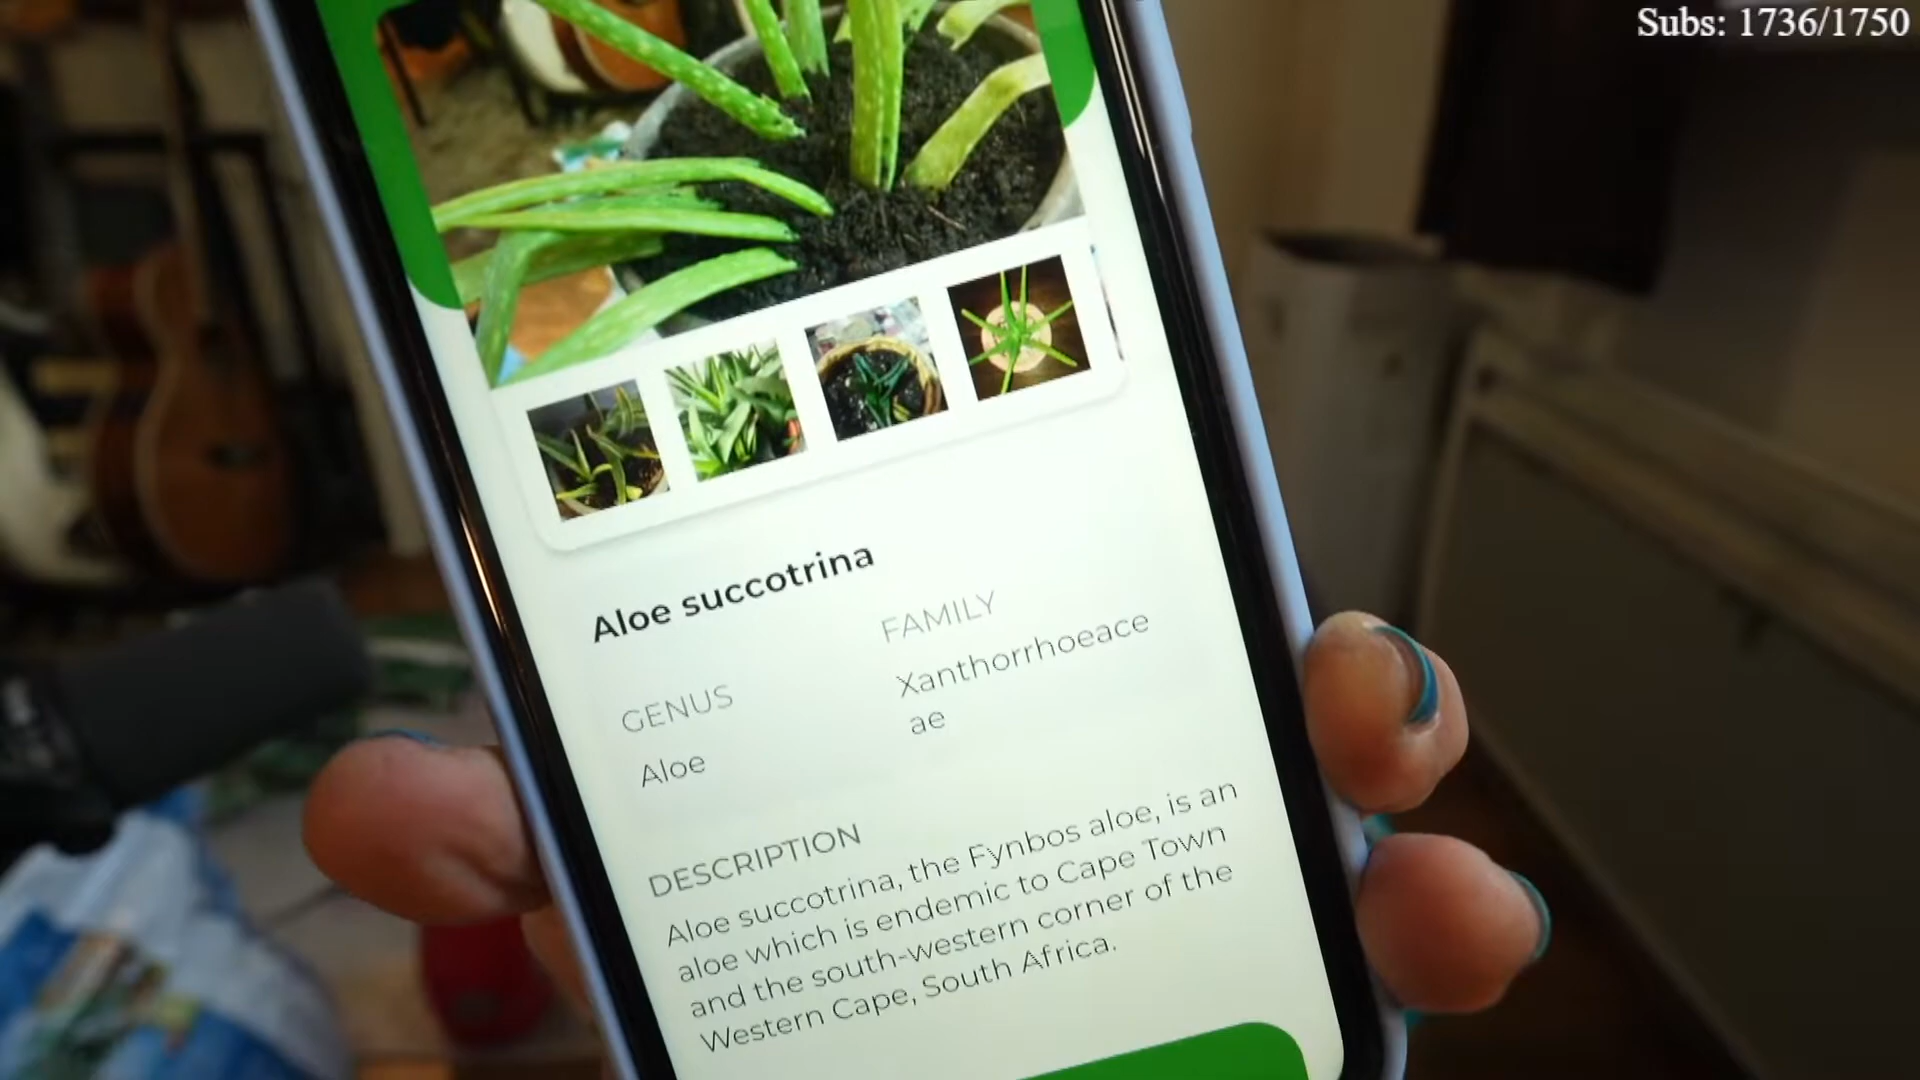 Subs: 1736/1750
Aloe succotrina
GENUS
Aloe
FAMILY
Xanthorrhoeace
ae
DESCRIPTION
Aloe succotrina, the Fynbos aloe, is an
aloe which is endemic to Cape Town
and the south-western corner of the
Western Cape, South Africa.